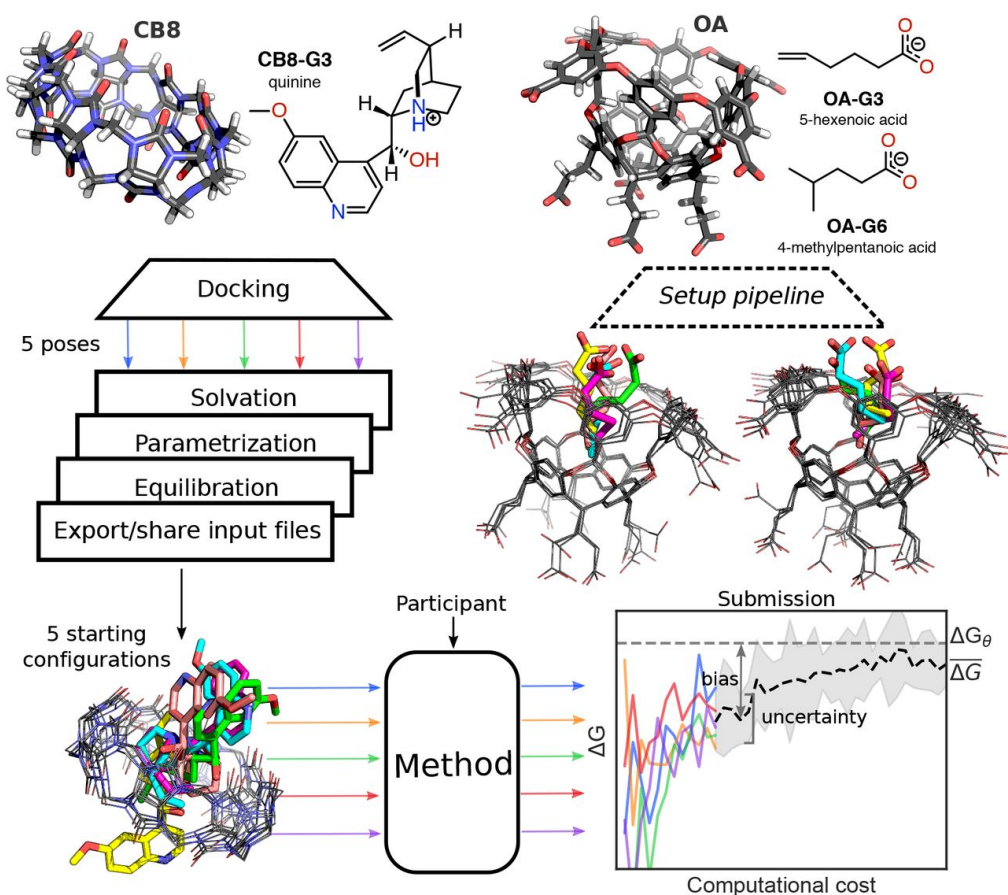 CB8
CB8-G3
quinine
H
H
N
H
⊕
O
OH
H
N
OA
O
O
⊖
OA-G3
5-hexenoic acid
O
O
⊖
OA-G6
4-methylpentanoic acid
Docking
5 poses
Solvation
Parametrization
Equilibration
Export/share input files
Setup pipeline
5 starting
configurations
Participant
Method
Submission
ΔG
bias
uncertainty
ΔGθ
ΔG
Computational cost